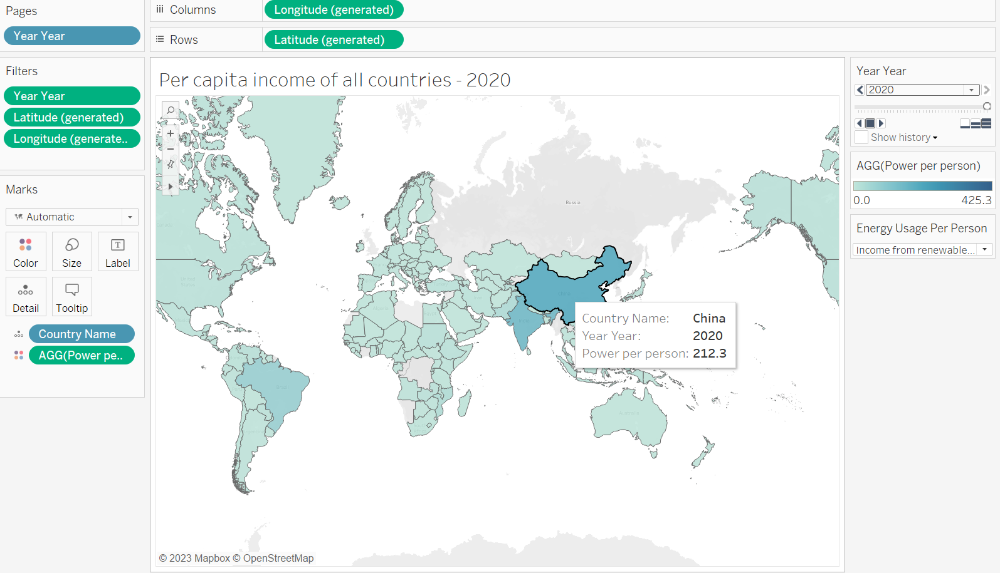 Pages
Year Year
Columns
Longitude (generated)
Rows
Latitude (generated)
Filters
Year Year
Latitude (generated)
Longitude (generate..
Marks
Automatic
Color
Size
Label
Detail
Tooltip
Country Name
AGG(Power pe..
Per capita income of all countries - 2020
Russia
China
India
Brazil
Australia
Algeria
United
States
Country Name: China
Year Year: 2020
Power per person: 212.3
© 2023 Mapbox © OpenStreetMap
Year Year
2020
Show history
AGG(Power per person)
0.0 425.3
Energy Usage Per Person
Income from renewable...